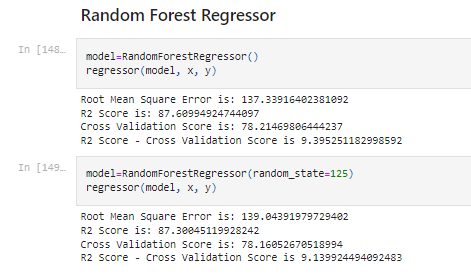 Random Forest Regressor
In [148…
model=RandomForestRegressor()
regressor(model, x, y)
Root Mean Square Error is: 137.33916402381092
R2 Score is: 87.60994924744097
Cross Validation Score is: 78.21469806444237
R2 Score - Cross Validation Score is 9.395251182998592
In [149…
model=RandomForestRegressor(random_state=125)
regressor(model, x, y)
Root Mean Square Error is: 139.04391979729402
R2 Score is: 87.30045119928242
Cross Validation Score is: 78.16052670518994
R2 Score - Cross Validation Score is 9.139924494092483